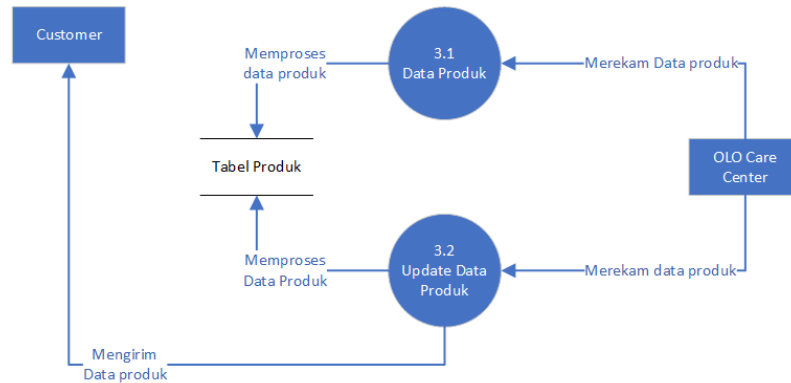 Customer
Memproses
data produk
3.1
Data Produk
Merekam Data produk
Tabel Produk
OLO Care
Center
Memproses
Data Produk
3.2
Update Data
Produk
Merekam data produk
Mengirim
Data produk